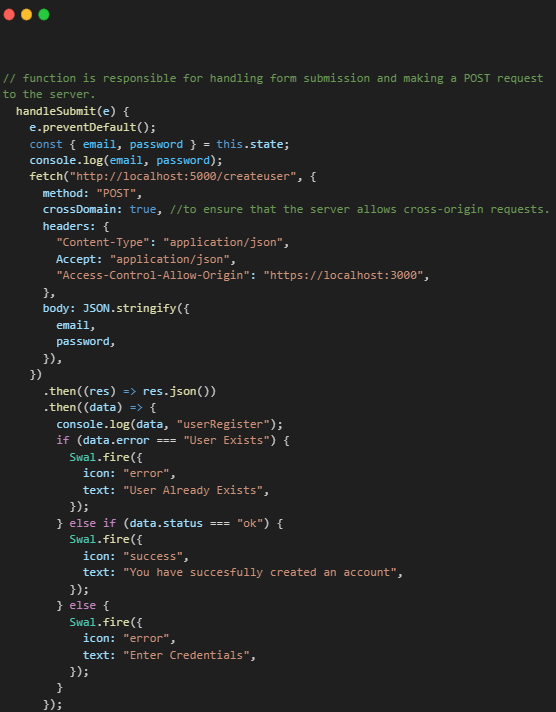 // function is responsible for handling form submission and making a POST request
to the server.
  handleSubmit(e) {
    e.preventDefault();
    const { email, password } = this.state;
    console.log(email, password);
    fetch("http://localhost:5000/createuser", {
      method: "POST",
      crossDomain: true, //to ensure that the server allows cross-origin requests.
      headers: {
        "Content-Type": "application/json",
        Accept: "application/json",
        "Access-Control-Allow-Origin": "https://localhost:3000",
      },
      body: JSON.stringify({
        email,
        password,
      }),
    })
      .then((res) => res.json())
      .then((data) => {
        console.log(data, "userRegister");
        if (data.error === "User Exists") {
          Swal.fire({
            icon: "error",
            text: "User Already Exists",
          });
        } else if (data.status === "ok") {
          Swal.fire({
            icon: "success",
            text: "You have succesfully created an account",
          });
        } else {
          Swal.fire({
            icon: "error",
            text: "Enter Credentials",
          });
        }
      });